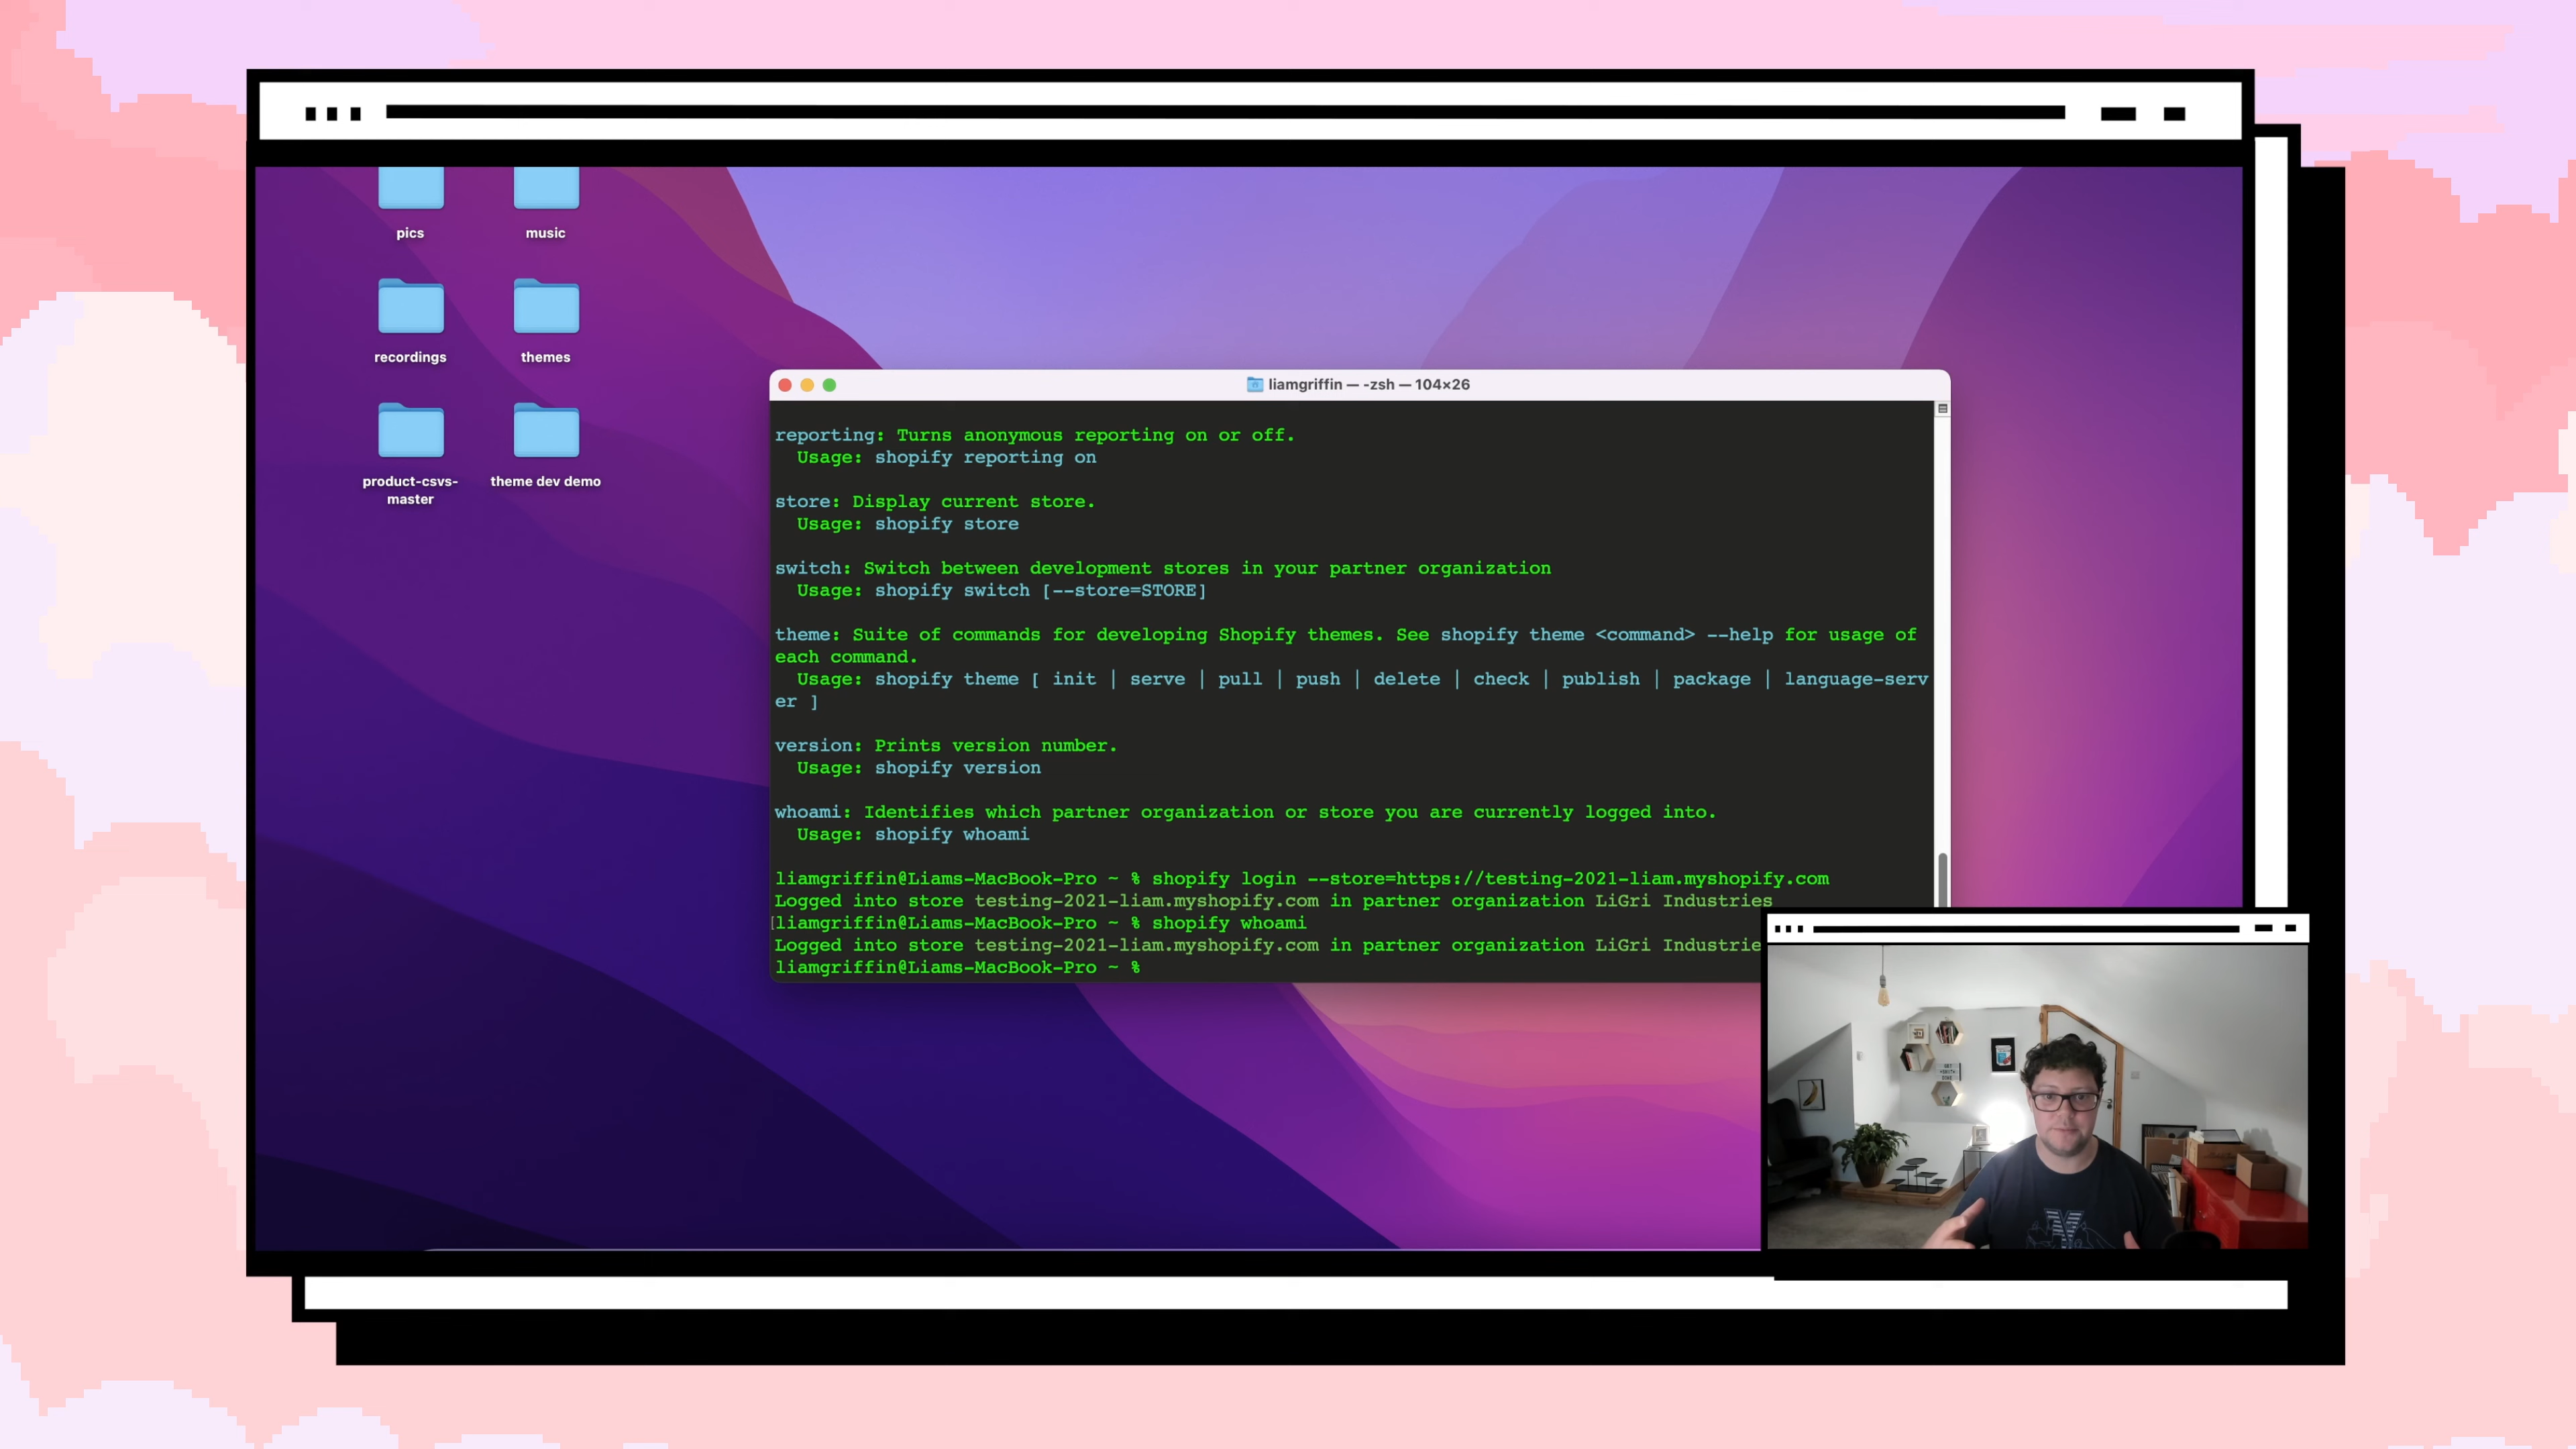 pics
music
recordings
themes
product-csvs-
master
theme dev demo
liamgriffin — -zsh — 104×26
reporting: Turns anonymous reporting on or off.
Usage: shopify reporting on
store: Display current store.
Usage: shopify store
switch: Switch between development stores in your partner organization
Usage: shopify switch [--store=STORE]
theme: Suite of commands for developing Shopify themes. See shopify theme <command> --help for usage of
each command.
Usage: shopify theme [ init | serve | pull | push | delete | check | publish | package | language-serv
er ]
version: Prints version number.
Usage: shopify version
whoami: Identifies which partner organization or store you are currently logged into.
Usage: shopify whoami
liamgriffin@Liams-MacBook-Pro ~ % shopify login --store=https://testing-2021-liam.myshopify.com
Logged into store testing-2021-liam.myshopify.com in partner organization LiGri Industries
[liamgriffin@Liams-MacBook-Pro ~ % shopify whoami
Logged into store testing-2021-liam.myshopify.com in partner organization LiGri Industrie
liamgriffin@Liams-MacBook-Pro ~ %